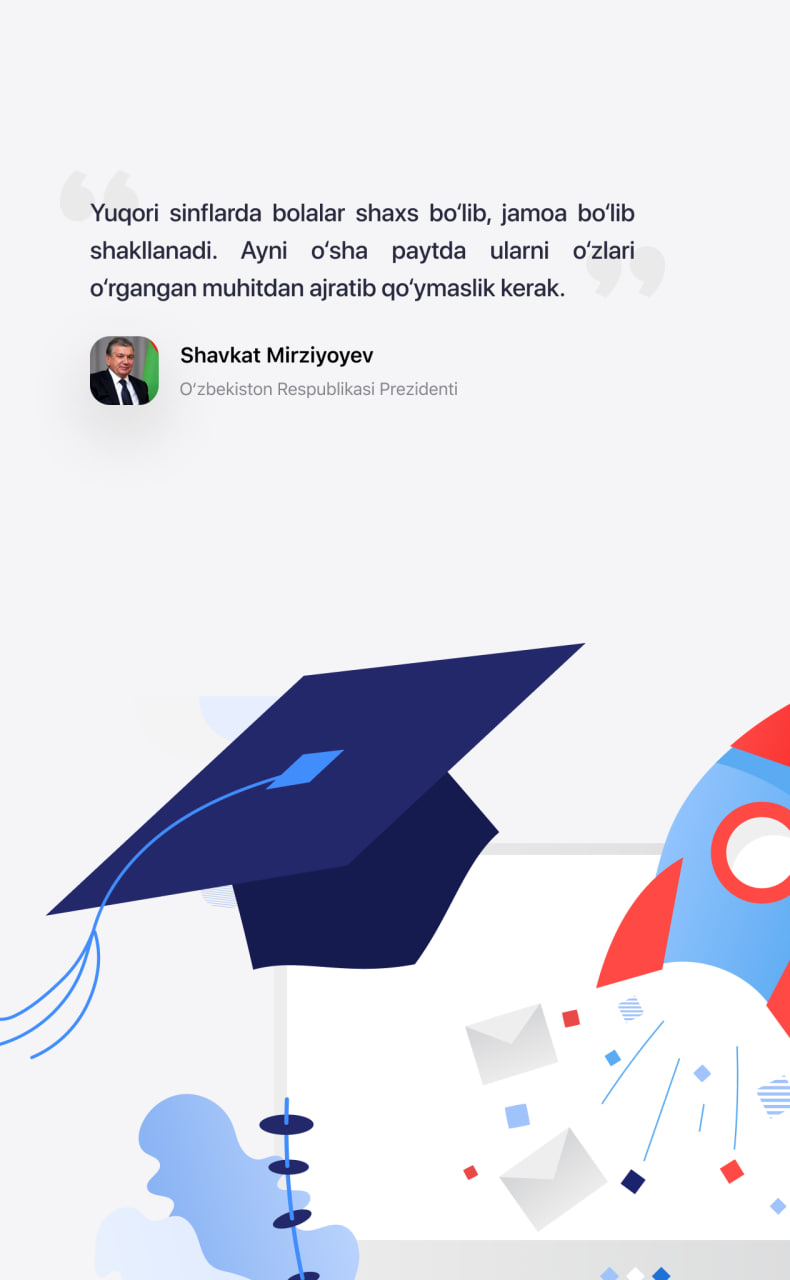 Yuqori sinflarda bolalar shaxs bo‘lib, jamoa bo‘lib
shakllanadi. Ayni o‘sha paytda ularni o‘zlari
o‘rgangan muhitdan ajratib qo‘ymaslik kerak.
Shavkat Mirziyoyev
O‘zbekiston Respublikasi Prezidenti